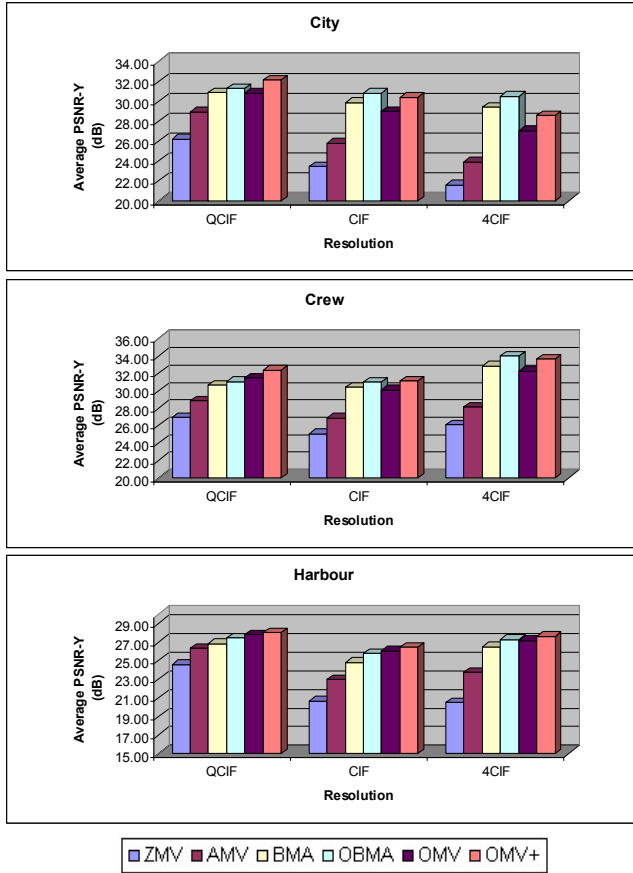 City
34.00
32.00
30.00
28.00
26.00
24.00
22.00
20.00
Average PSNR-Y
(dB)
QCIF CIF 4CIF
Resolution
Crew
36.00
34.00
32.00
30.00
28.00
26.00
24.00
22.00
20.00
Average PSNR-Y
(dB)
QCIF CIF 4CIF
Resolution
Harbour
29.00
27.00
25.00
23.00
21.00
19.00
17.00
15.00
Average PSNR-Y
(dB)
QCIF CIF 4CIF
Resolution
ZMV AMV BMA OBMA OMV OMV+